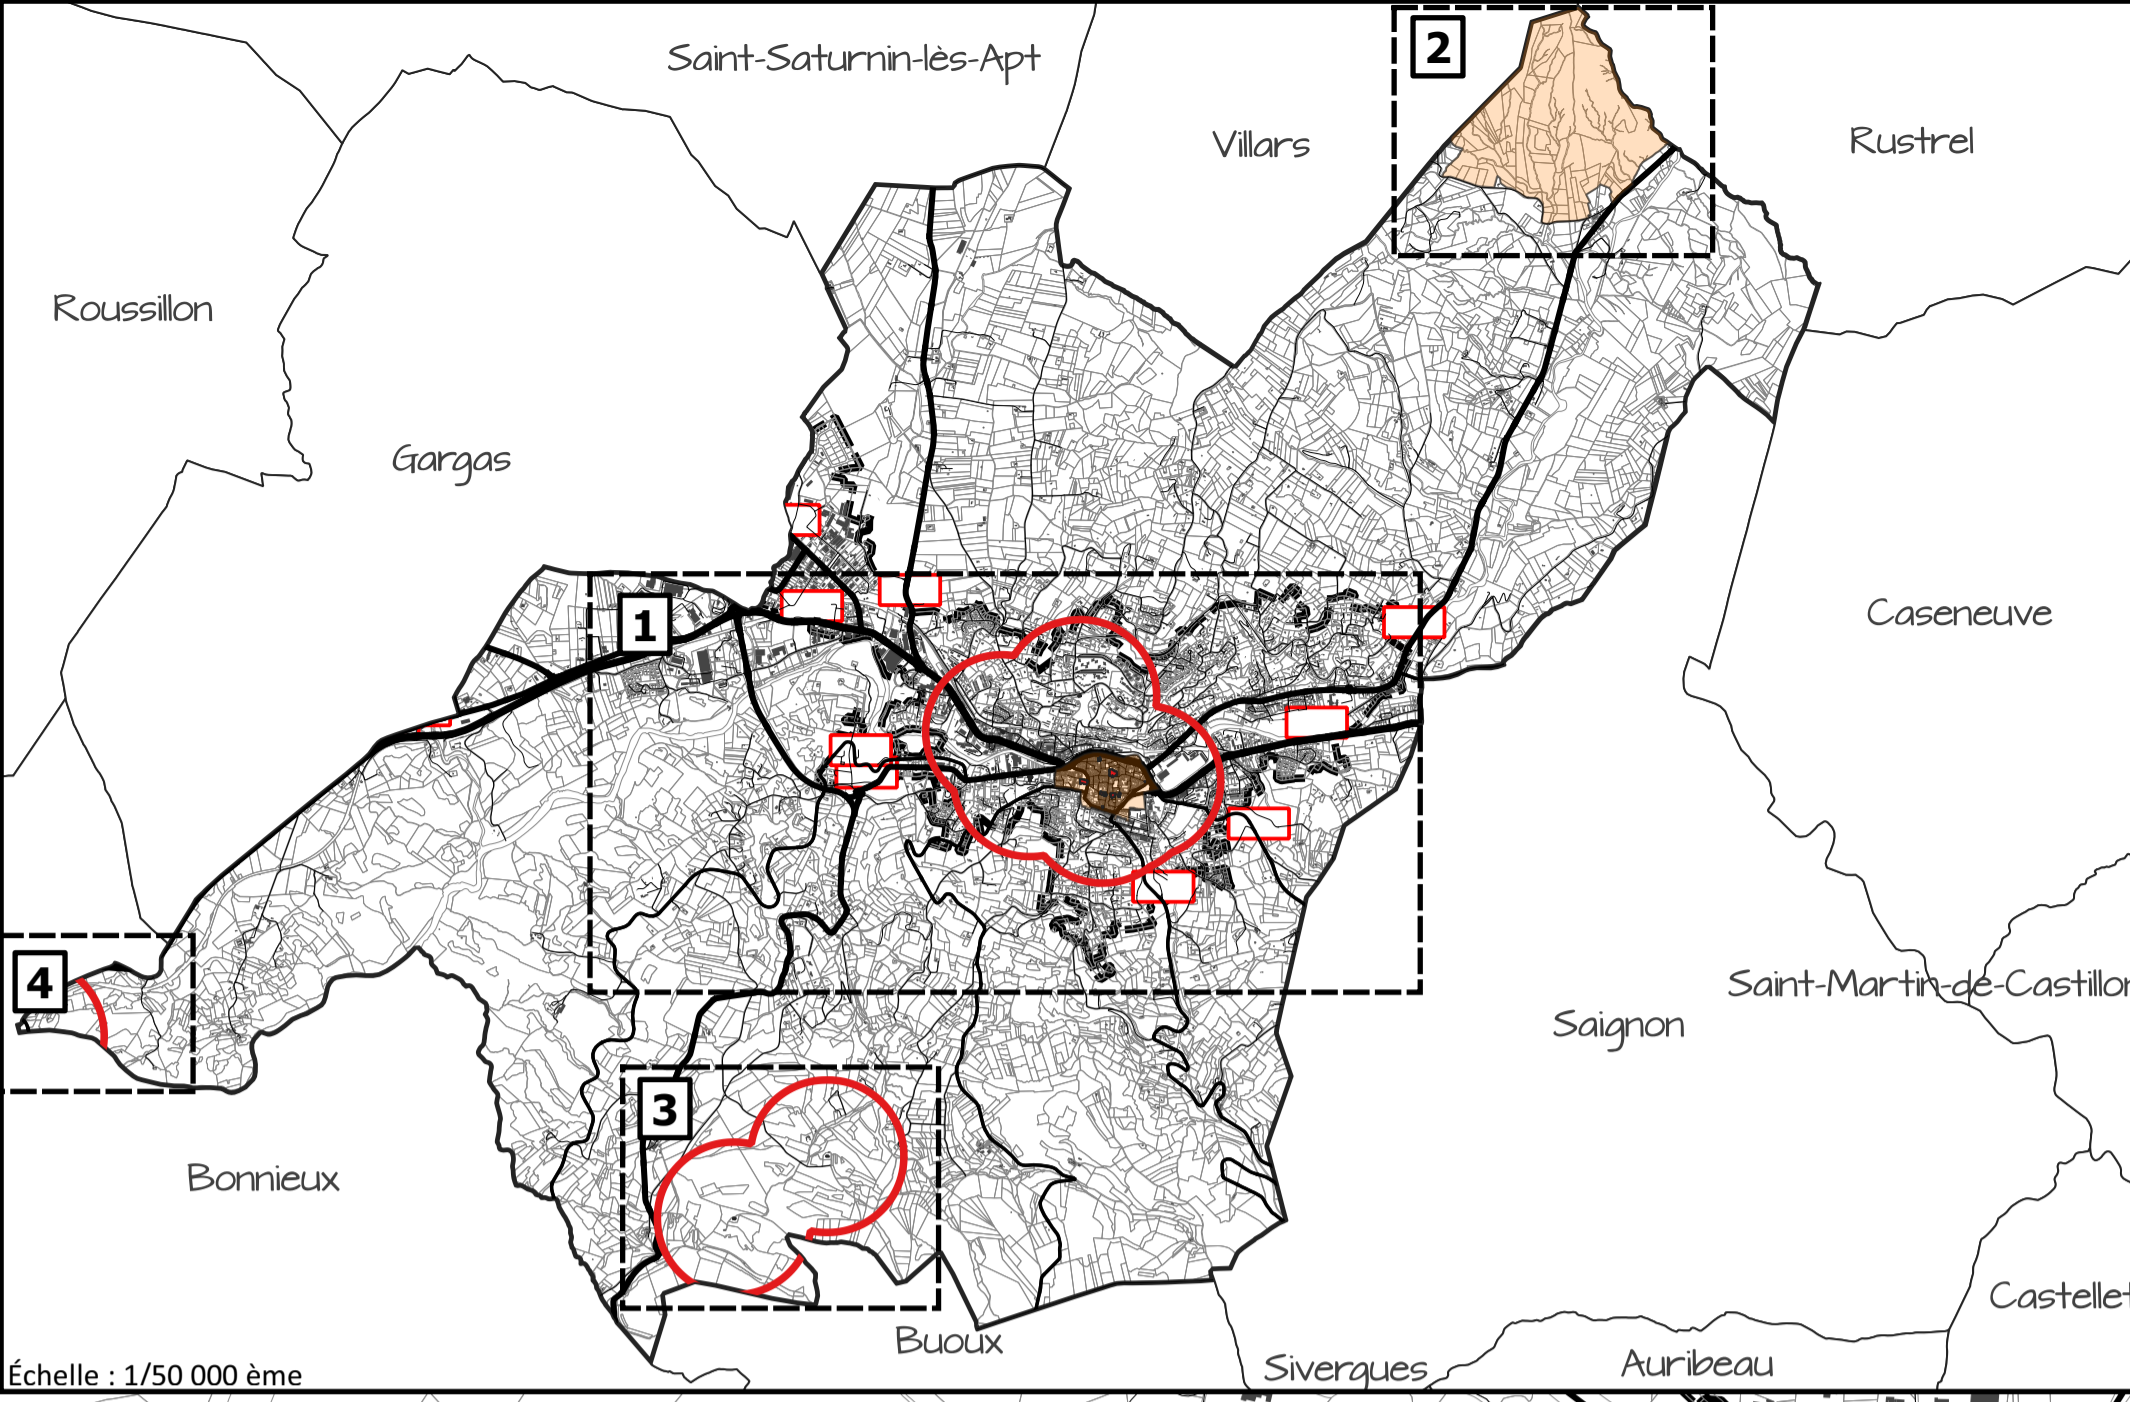 Saint-Saturnin-lès-Apt
2
Villars
Rustrel
Roussillon
Gargas
1
Caseneuve
4
Saint-Martin-de-Castillon
Saignon
3
Bonnieux
Castellet
Buoux
Auribeau
Sivergues
Échelle : 1/50 000 ème